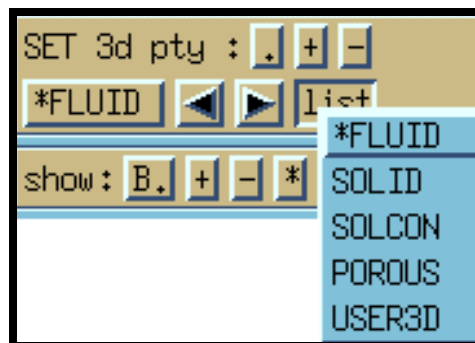 SET 3d pty : . + -
*FLUID list
*FLUID
show: B. + - *
SOLID
SOLCON
POROUS
USER3D